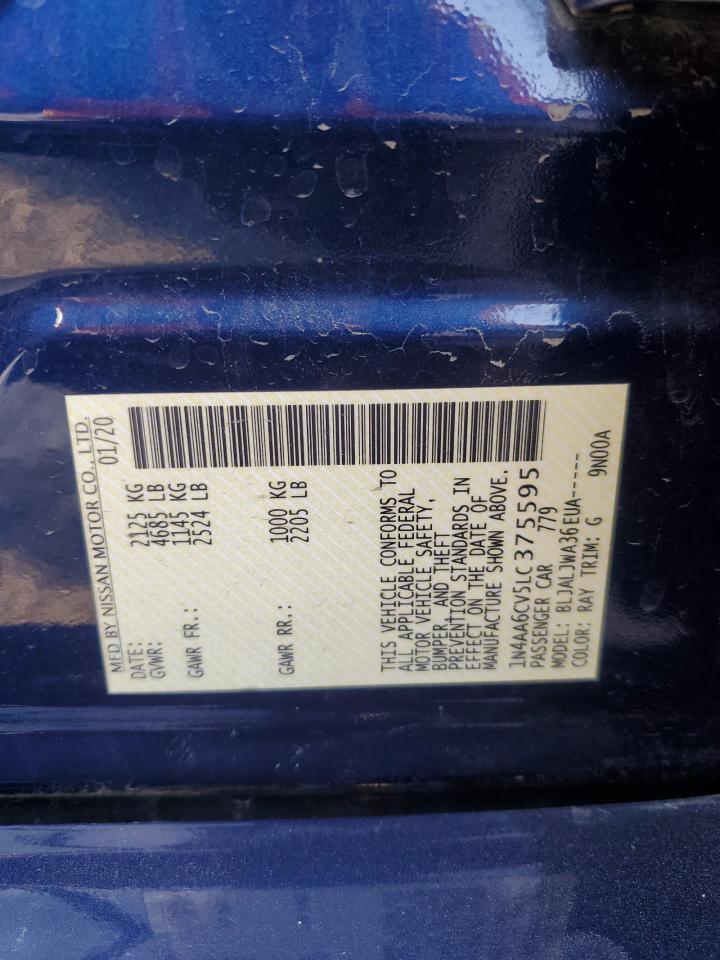 MFD BY NISSAN MOTOR CO., LTD.
DATE: 01/20
GVWR: 2125 KG
4685 LB
GAWR FR.: 1145 KG
2524 LB
GAWR RR.: 1000 KG
2205 LB
THIS VEHICLE CONFORMS TO
ALL APPLICABLE FEDERAL
MOTOR VEHICLE SAFETY,
BUMPER, AND THEFT
PREVENTION STANDARDS IN
EFFECT ON THE DATE OF
MANUFACTURE SHOWN ABOVE.
1N4AA6CV5LC375595
PASSENGER CAR 779
MODEL: BLJALJWA36EUA-----
COLOR: RAY TRIM: G 9N00A